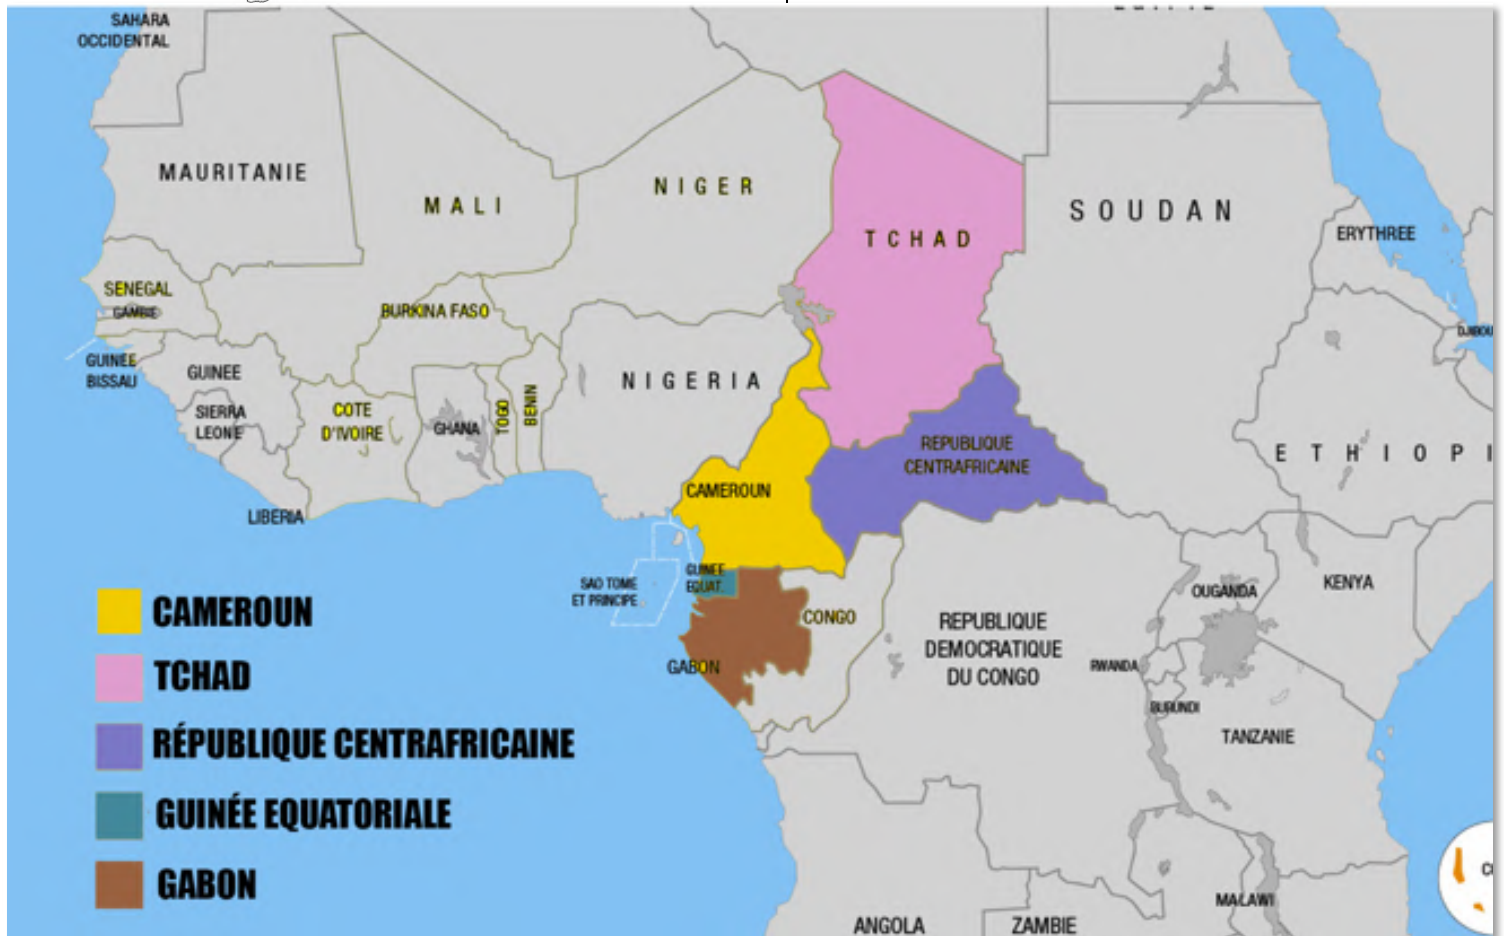 SAHARA
OCCIDENTAL
MAURITANIE
MALI
NIGER
TCHAD
SOUDAN
ERYTHREE
SENEGAL
GAMBIE
BURKINA FASO
GUINEE
BISSAU
GUINEE
SIERRA
LEONE
COTE
D'IVOIRE
GHANA
TOGO
BENIN
NIGERIA
REPUBLIQUE
CENTRAFRICAINE
ETHIOPI
CAMEROUN
LIBERIA
SAO TOME
ET PRINCIPE
GUINEE
EQUAT.
CONGO
GABON
REPUBLIQUE
DEMOCRATIQUE
DU CONGO
OUGANDA
KENYA
RWANDA
BURUNDI
TANZANIE
MALAWI
ANGOLA
ZAMBIE
CAMEROUN
TCHAD
RÉPUBLIQUE CENTRAFRICAINE
GUINÉE EQUATORIALE
GABON